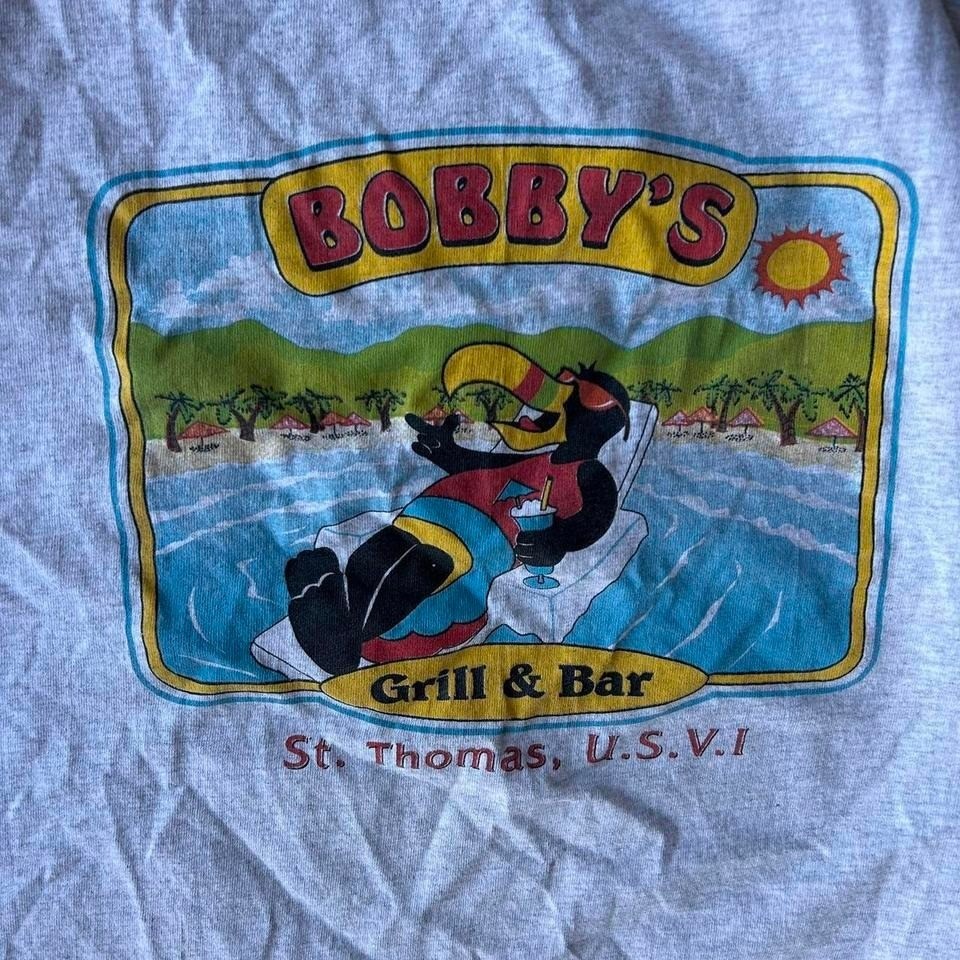 BOBBY'S
Grill & Bar
St. Thomas, U.S.V.I